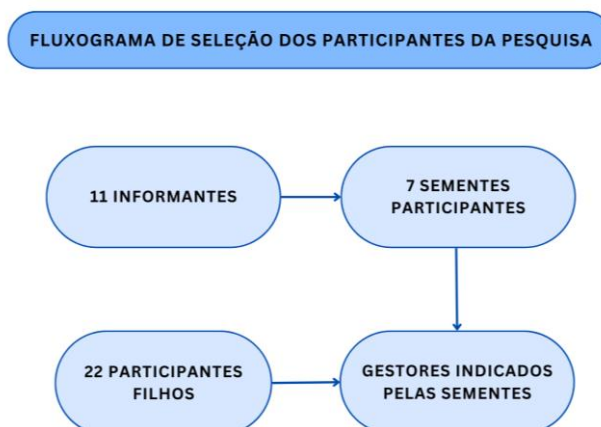 FLUXOGRAMA DE SELEÇÃO DOS PARTICIPANTES DA PESQUISA
11 INFORMANTES
7 SEMENTES
PARTICIPANTES
22 PARTICIPANTES
FILHOS
GESTORES INDICADOS
PELAS SEMENTES